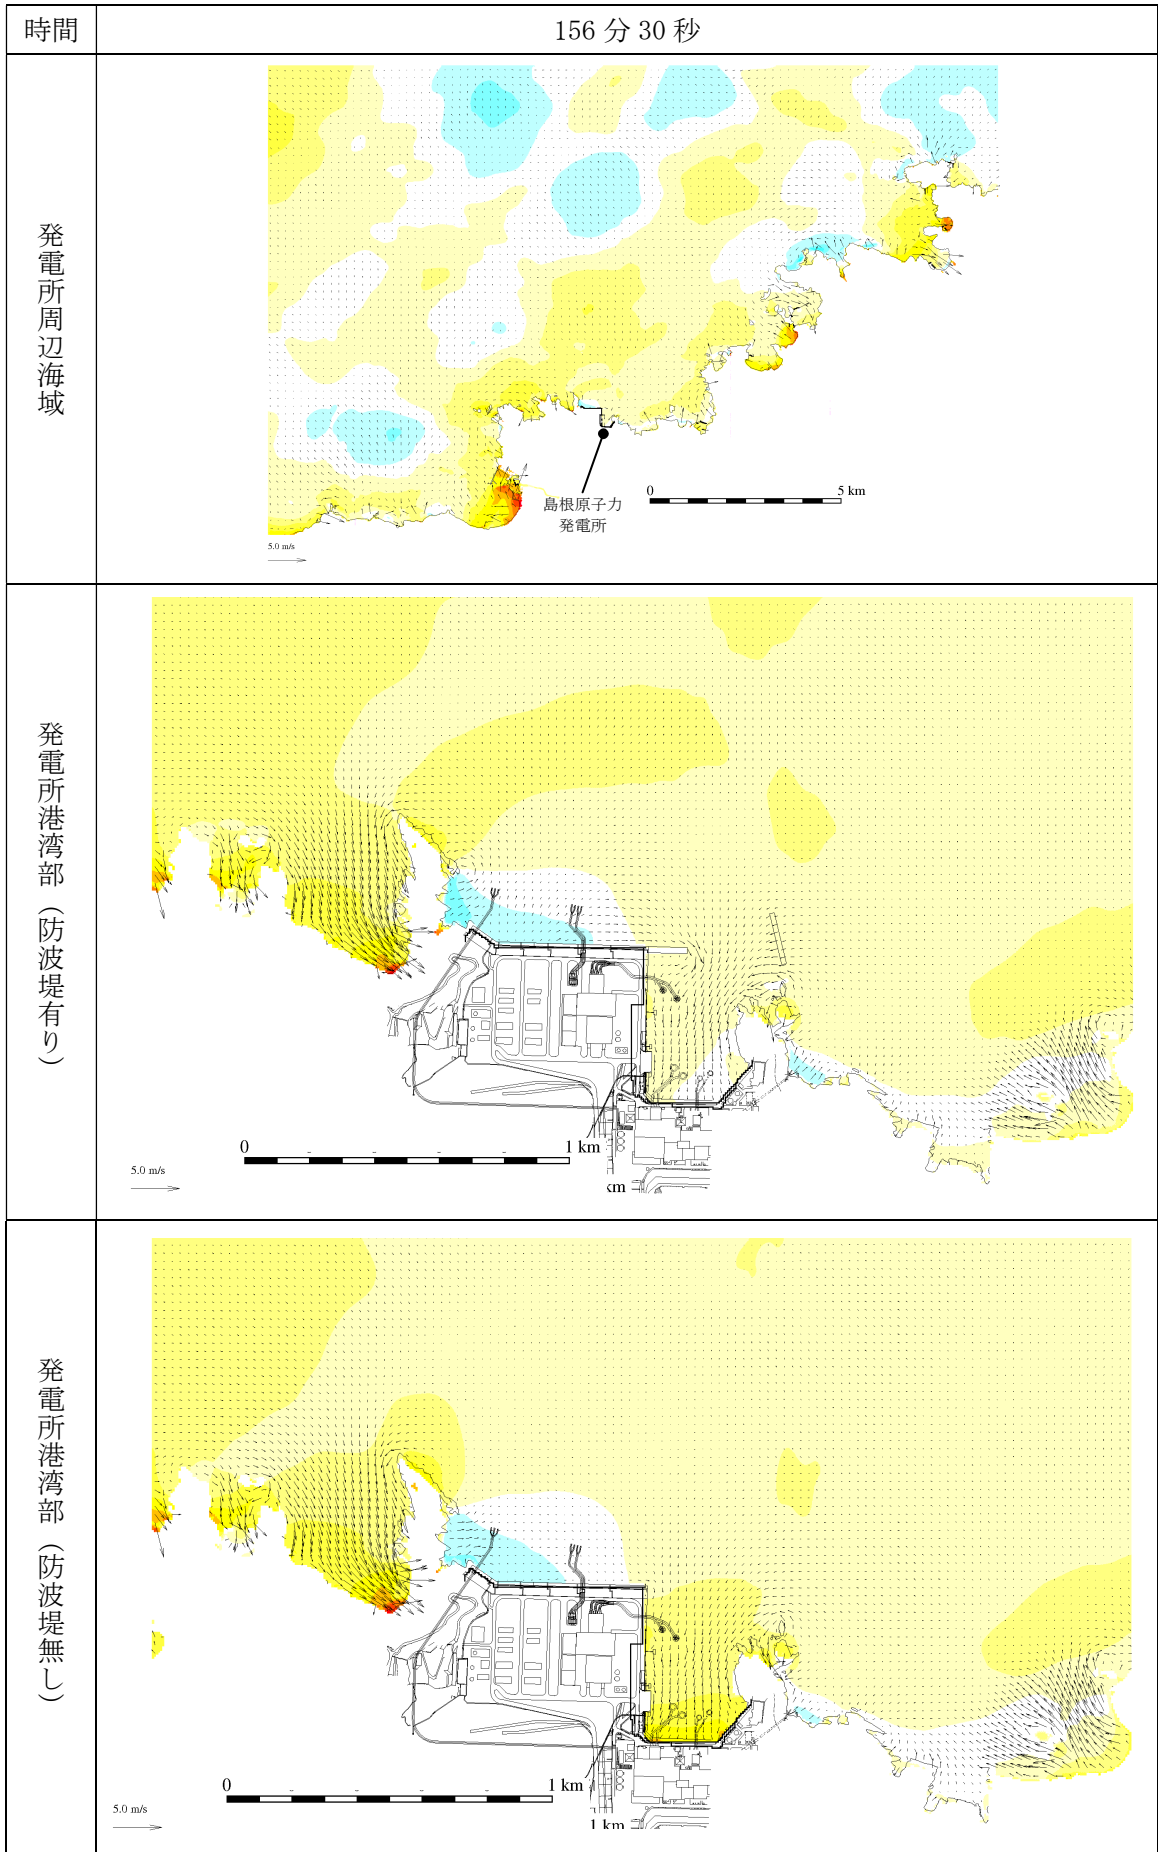 時間
156 分 30 秒
発電所周辺海域
島根原子力
発電所
0
5 km
5.0 m/s
発電所港湾部（防波堤有り）
0
1 km
5.0 m/s
km
発電所港湾部（防波堤無し）
0
1 km
5.0 m/s
1 km